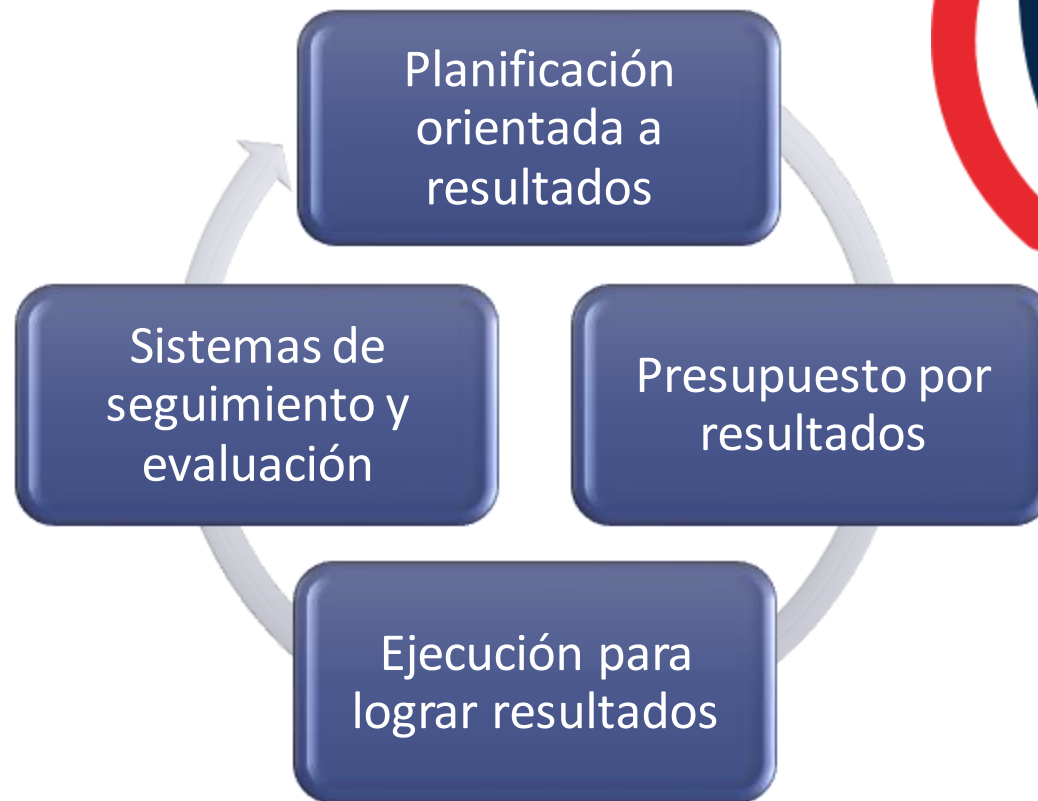 Planificación
orientada a
resultados
Sistemas de
seguimiento y
evaluación
Presupuesto por
resultados
Ejecución para
lograr resultados